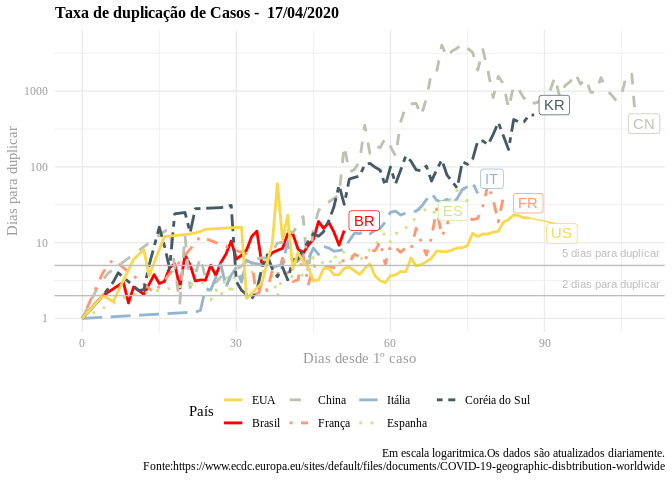 Taxa de duplicação de Casos - 17/04/2020
Dias para duplicar
1000
100
10
1
KR
CN
IT
FR
ES
BR
US
5 dias para duplicar
2 dias para duplicar
0
30
60
90
Dias desde 1º caso
País
EUA
China
Itália
Coréia do Sul
Brasil
França
Espanha
Em escala logaritmica.Os dados são atualizados diariamente.
Fonte:https://www.ecdc.europa.eu/sites/default/files/documents/COVID-19-geographic-disbtribution-worldwide